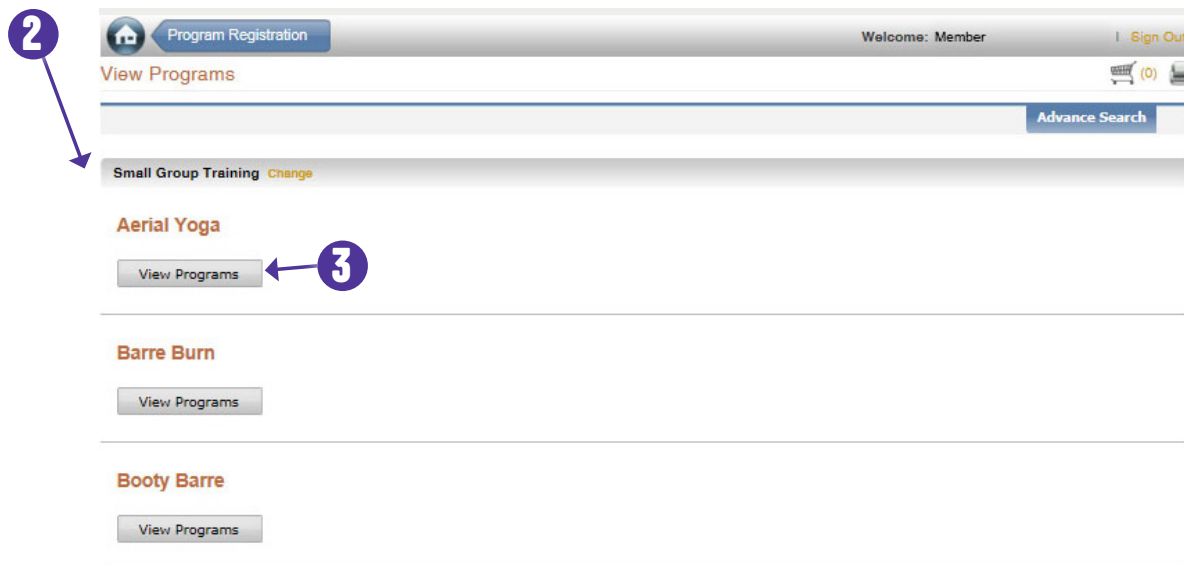 2
Program Registration
Welcome: Member
| Sign Out
View Programs
(0)
Advance Search
Small Group Training Change
Aerial Yoga
View Programs
3
Barre Burn
View Programs
Booty Barre
View Programs